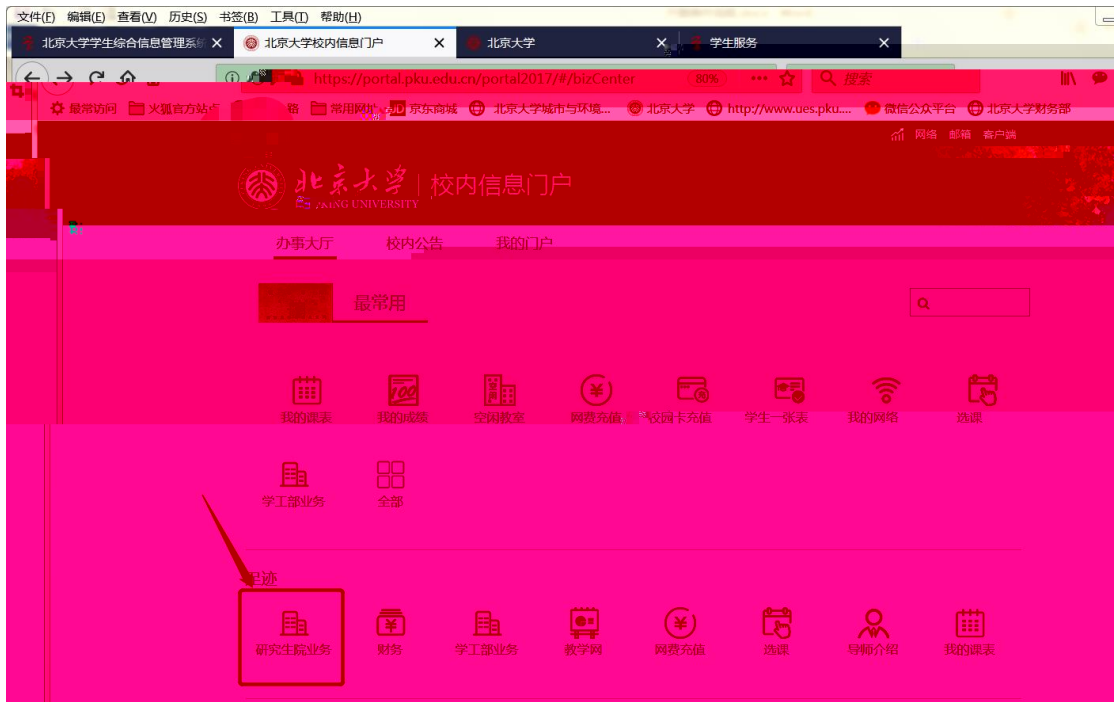 文件(F) 编辑(E) 查看(V) 历史(S) 书签(B) 工具(T) 帮助(H)
北京大学学生综合信息管理系统 北京大学校内信息门户 北京大学 学生服务
https://portal.pku.edu.cn/portal2017/#/bizCenter 80% 搜索
最常访问 火狐官方站点 常用网址 JD 京东商城 北京大学城市与环境... 北京大学 http://www.ues.pku.... 微信公众平台 北京大学财务部
网络 邮箱 客户端
北京大学 校内信息门户
UNIVERSITY
办事大厅 校内公告 我的门户
最常用
我的课表 我的成绩 空闲教室 网费充值 校园卡充值 学生一张表 我的网络 选课
学工部业务 全部
足迹
研究生院业务 财务 学工部业务 教学网 网费充值 选课 导师介绍 我的课表